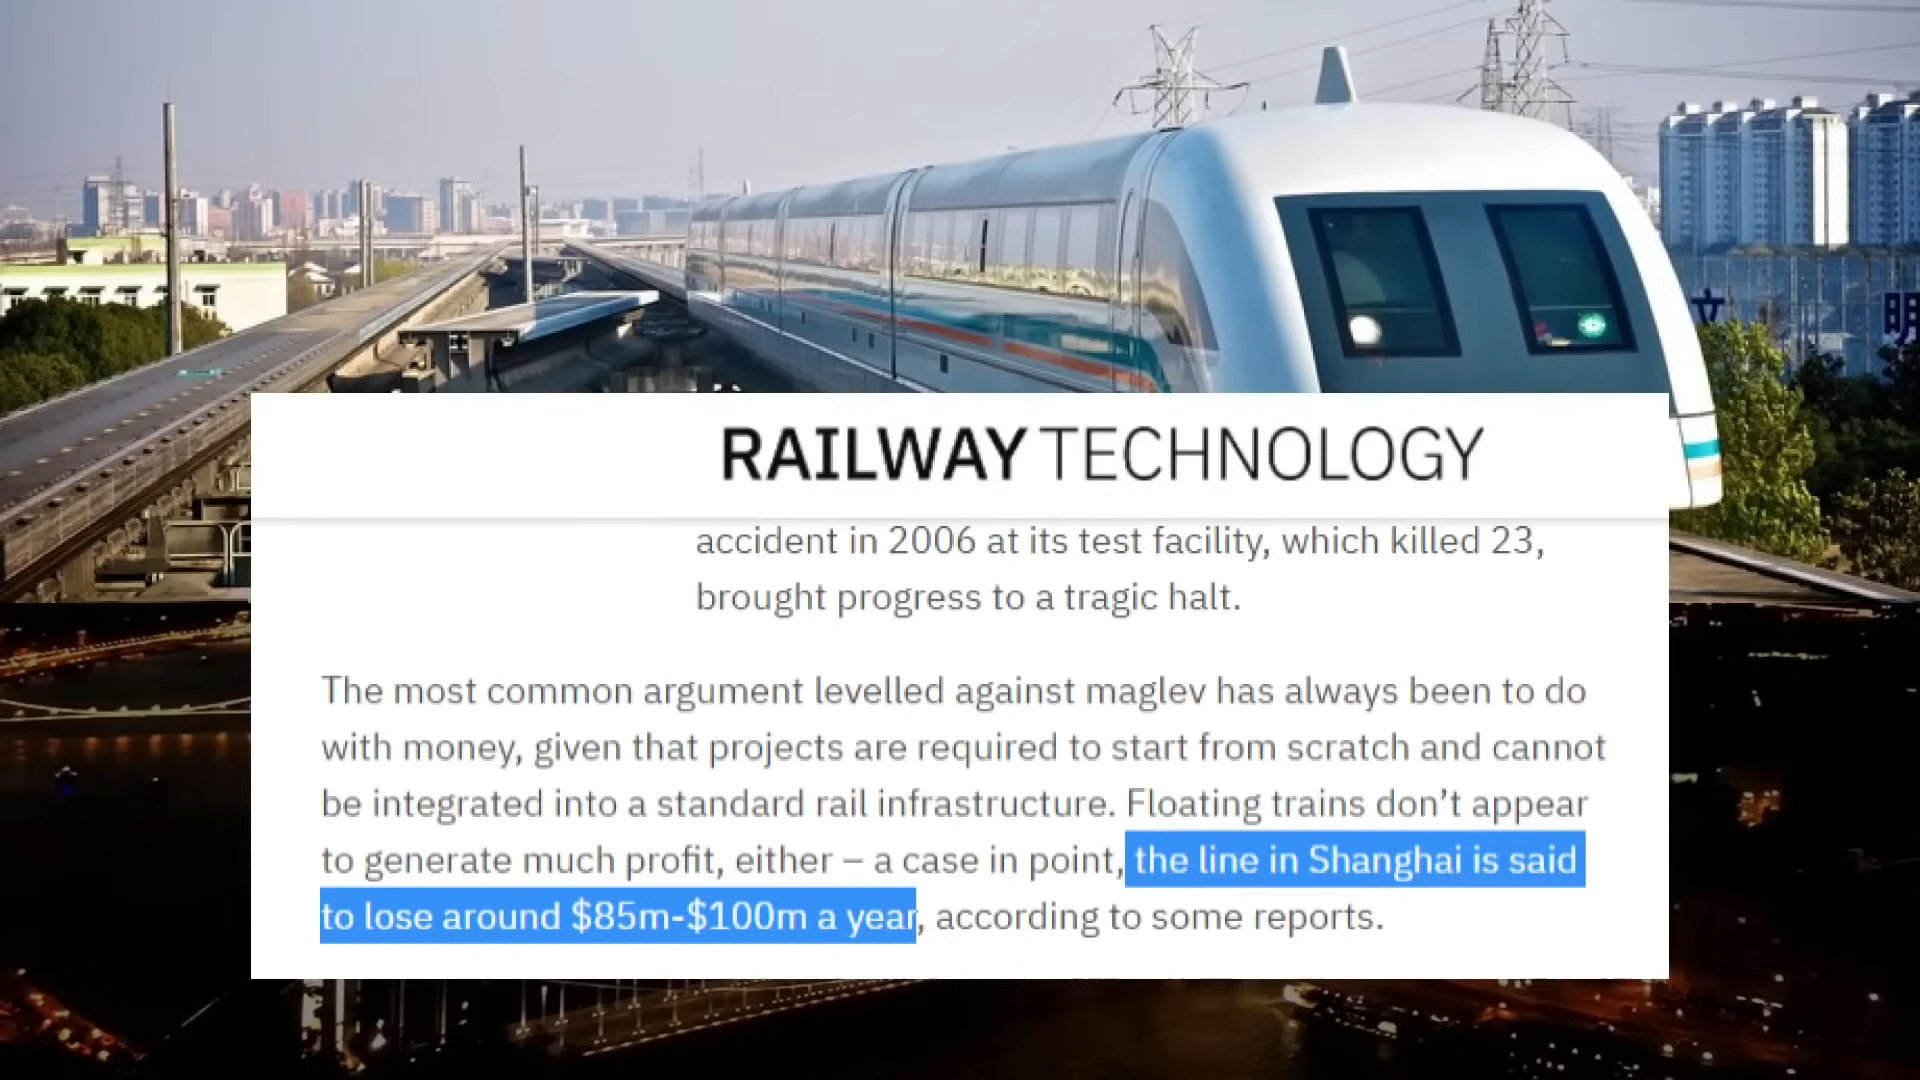 RAILWAY TECHNOLOGY
accident in 2006 at its test facility, which killed 23,
brought progress to a tragic halt.
The most common argument levelled against maglev has always been to do
with money, given that projects are required to start from scratch and cannot
be integrated into a standard rail infrastructure. Floating trains don’t appear
to generate much profit, either – a case in point, the line in Shanghai is said
to lose around $85m-$100m a year, according to some reports.